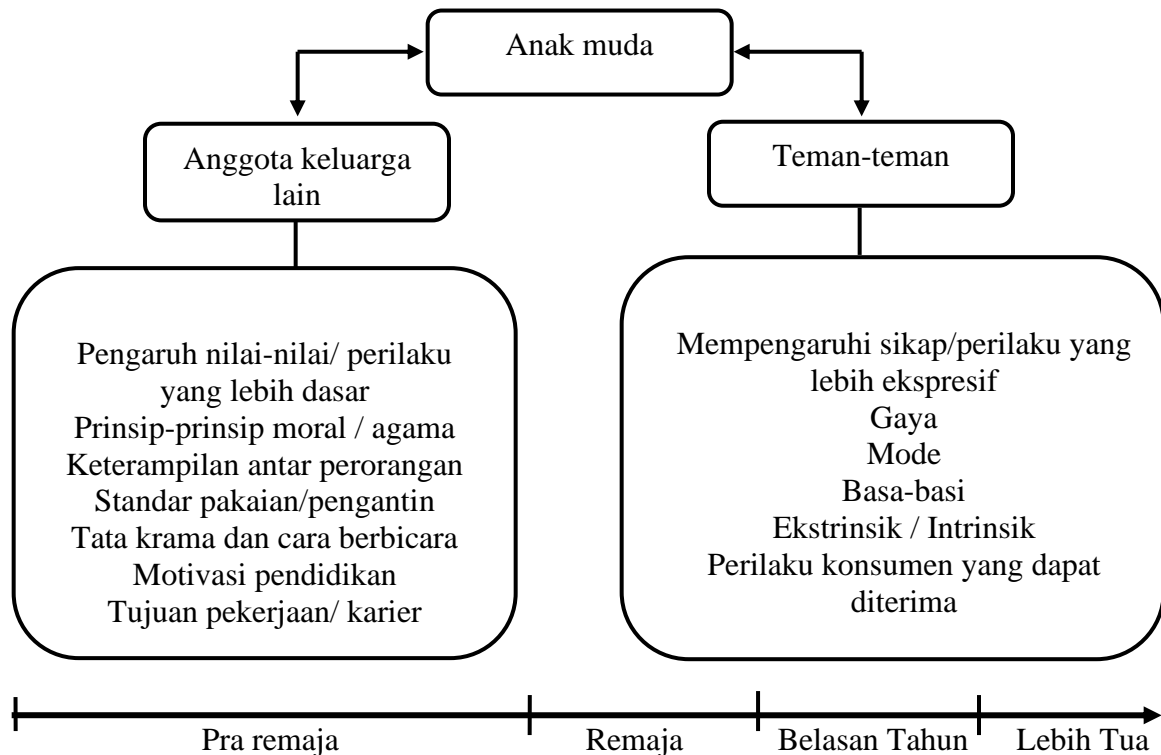 Anak muda
Anggota keluarga
lain
Teman-teman
Pengaruh nilai-nilai/ perilaku
yang lebih dasar
Prinsip-prinsip moral / agama
Keterampilan antar perorangan
Standar pakaian/pengantin
Tata krama dan cara berbicara
Motivasi pendidikan
Tujuan pekerjaan/ karier
Mempengaruhi sikap/perilaku yang
lebih ekspresif
Gaya
Mode
Basa-basi
Ekstrinsik / Intrinsik
Perilaku konsumen yang dapat
diterima
Pra remaja
Remaja
Belasan Tahun
Lebih Tua